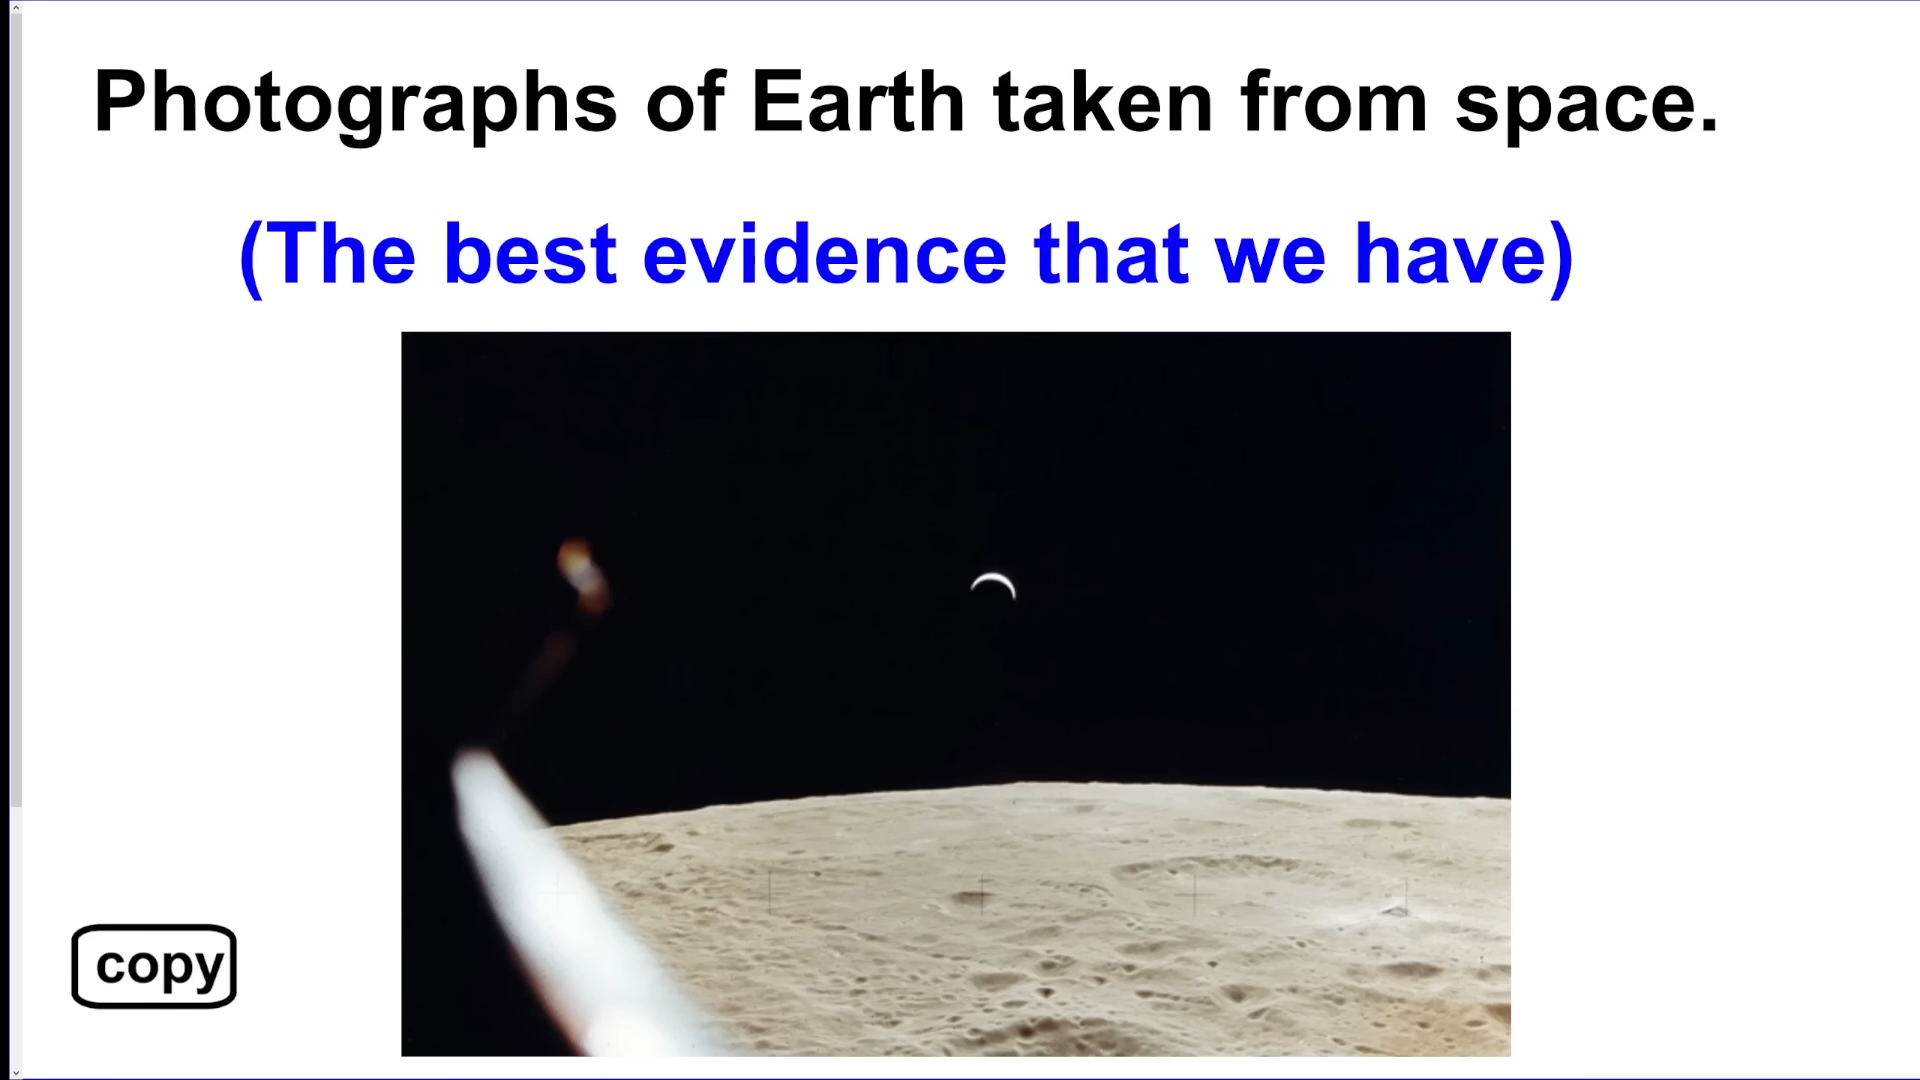 Photographs of Earth taken from space.
(The best evidence that we have)
copy